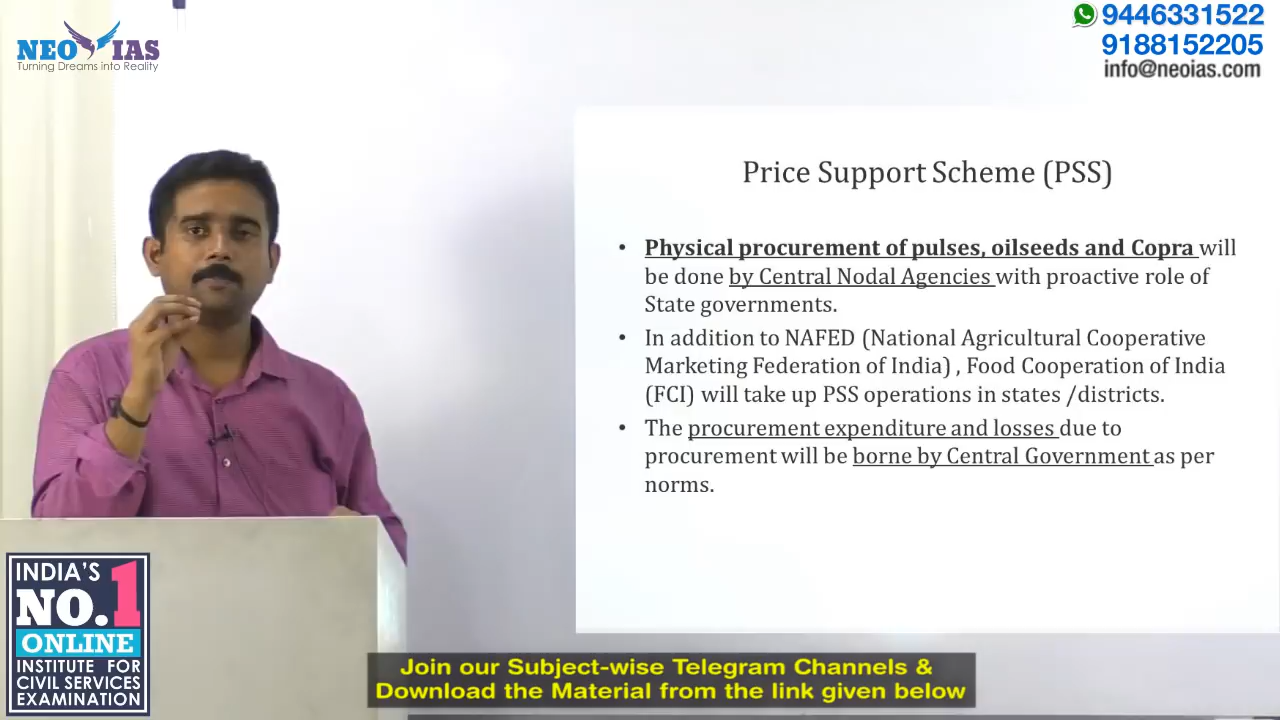 NEO IAS
Turning Dreams into Reality
9446331522
9188152205
info@neoias.com
Price Support Scheme (PSS)
• Physical procurement of pulses, oilseeds and Copra will
be done by Central Nodal Agencies with proactive role of
State governments.
• In addition to NAFED (National Agricultural Cooperative
Marketing Federation of India) , Food Cooperation of India
(FCI) will take up PSS operations in states /districts.
• The procurement expenditure and losses due to
procurement will be borne by Central Government as per
norms.
INDIA'S
NO.1
ONLINE
INSTITUTE FOR
CIVIL SERVICES
EXAMINATION
Join our Subject-wise Telegram Channels &
Download the Material from the link given below